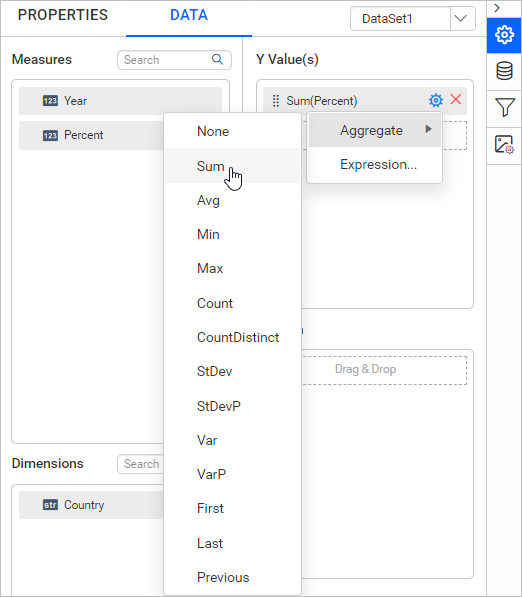 PROPERTIES
DATA
DataSet1
Measures
Search
123 Year
123 Percent
Y Value(s)
Sum(Percent)
Aggregate
Expression...
None
Sum
Avg
Min
Max
Count
CountDistinct
StDev
StDevP
Var
VarP
First
Last
Previous
Drag & Drop
Dimensions
Search
str Country